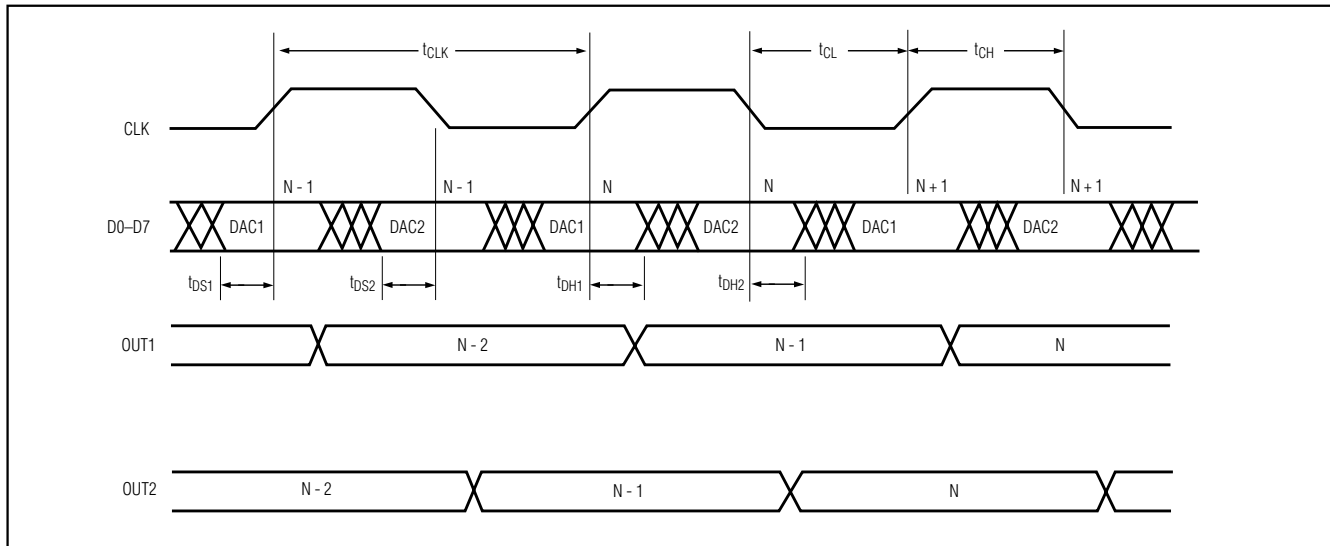 tCLK
tCL
tCH
CLK
N - 1
N - 1
N
N
N + 1
N + 1
D0–D7
DAC1
DAC2
DAC1
DAC2
DAC1
DAC2
tDS1
tDS2
tDH1
tDH2
OUT1
N - 2
N - 1
N
OUT2
N - 2
N - 1
N